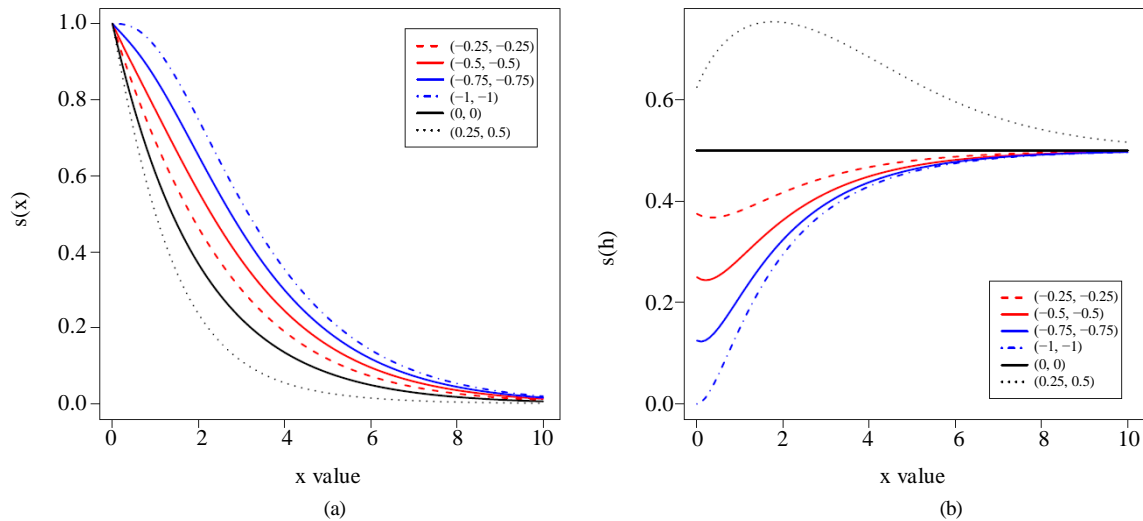 s(x)
1.0
0.8
0.6
0.4
0.2
0.0
(−0.25, −0.25)
(−0.5, −0.5)
(−0.75, −0.75)
(−1, −1)
(0, 0)
(0.25, 0.5)
0 2 4 6 8 10
x value
(a)
s(h)
0.6
0.4
0.2
0.0
(−0.25, −0.25)
(−0.5, −0.5)
(−0.75, −0.75)
(−1, −1)
(0, 0)
(0.25, 0.5)
0 2 4 6 8 10
x value
(b)